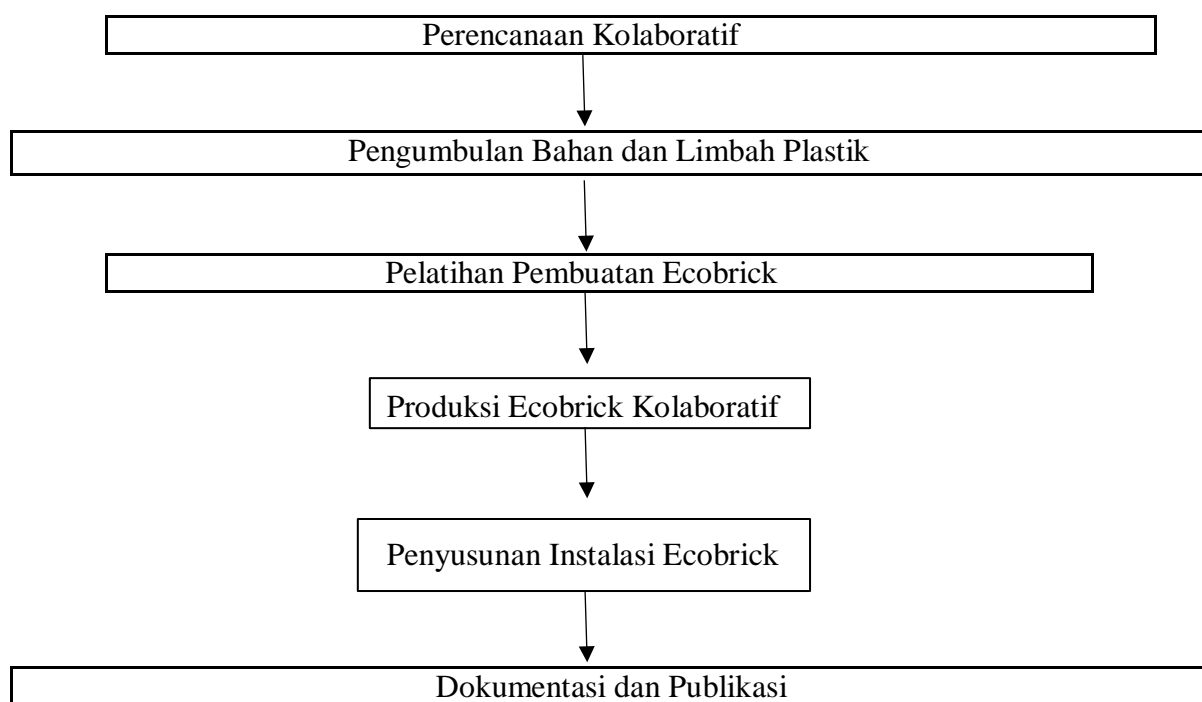 Perencanaan Kolaboratif
Pengumbulan Bahan dan Limbah Plastik
Pelatihan Pembuatan Ecobrick
Produksi Ecobrick Kolaboratif
Penyusunan Instalasi Ecobrick
Dokumentasi dan Publikasi